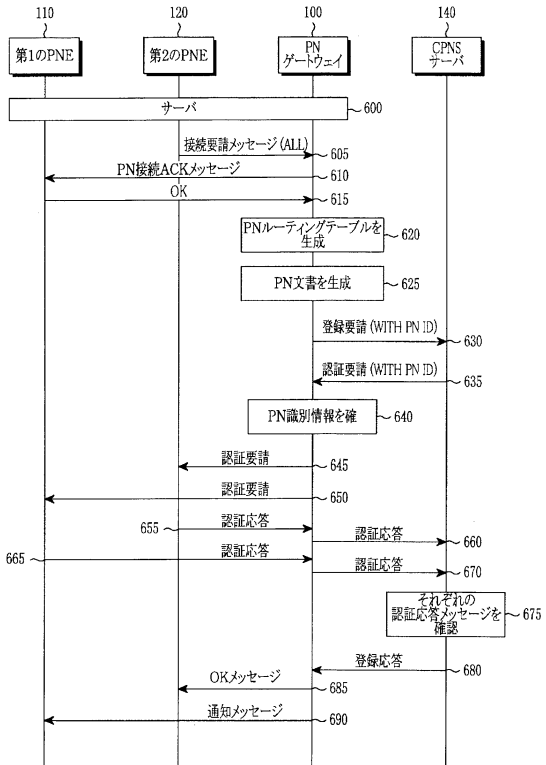 110
120
100
140
第1のPNE
第2のPNE
PN
ゲートウェイ
CPNS
サーバ
サーバ
600
接続要請メッセージ(ALL)
605
PN接続ACKメッセージ
610
OK
615
PNルーティングテーブルを
生成
620
PN文書を生成
625
登録要請(WITH PN ID)
630
認証要請(WITH PN ID)
635
PN識別情報を確
640
認証要請
645
認証要請
650
655
認証応答
認証応答
660
665
認証応答
認証応答
670
それぞれの
認証応答メッセージを
確認
675
登録応答
680
OKメッセージ
685
通知メッセージ
690